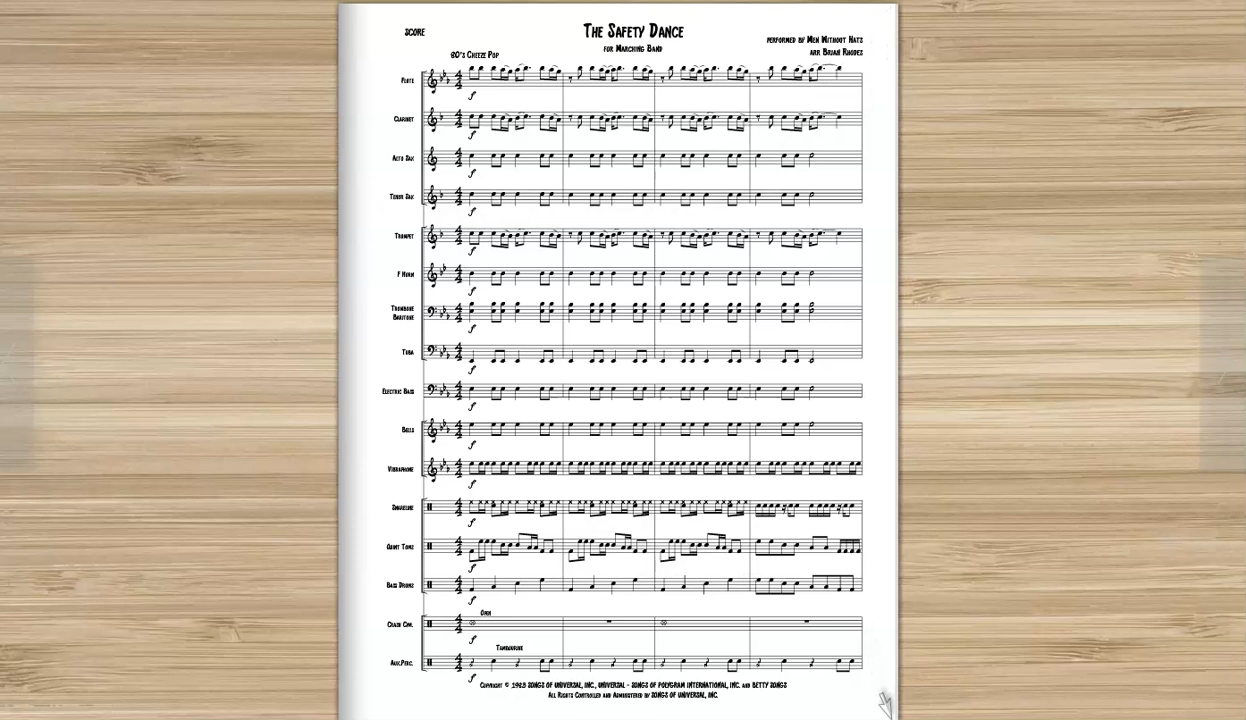 SCORE
THE SAFETY DANCE
FOR MARCHING BAND
PERFORMED BY MEN WITHOUT HATS
ARR BRIAN RHODES
80'S CHEEZE POP
FLUTE
CLARINET
ALTO SAX
TENOR SAX
TRUMPET
F HORN
TROMBONE
BARITONE
TUBA
ELECTRIC BASS
BELLS
VIBRAPHONE
SNARELINE
QUINT TOMS
BASS DRUMS
OPEN
CRASH CYM.
TAMBOURINE
AUX.PERC.
COPYRIGHT © 1983 SONGS OF UNIVERSAL, INC., UNIVERSAL - SONGS OF POLYGRAM INTERNATIONAL, INC. AND BETTY SONGS
ALL RIGHTS CONTROLLED AND ADMINISTERED BY SONGS OF UNIVERSAL, INC.